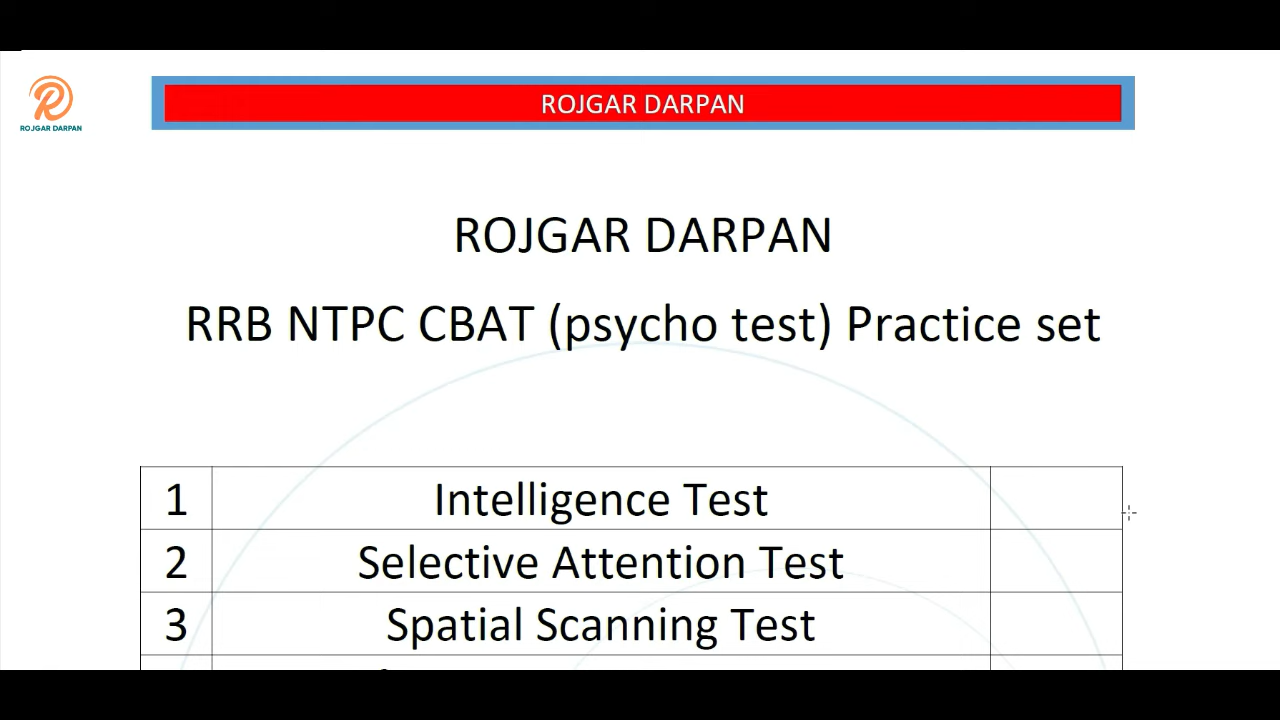 ROJGAR DARPAN
ROJGAR DARPAN
ROJGAR DARPAN
RRB NTPC CBAT (psycho test) Practice set
1 Intelligence Test
2 Selective Attention Test
3 Spatial Scanning Test